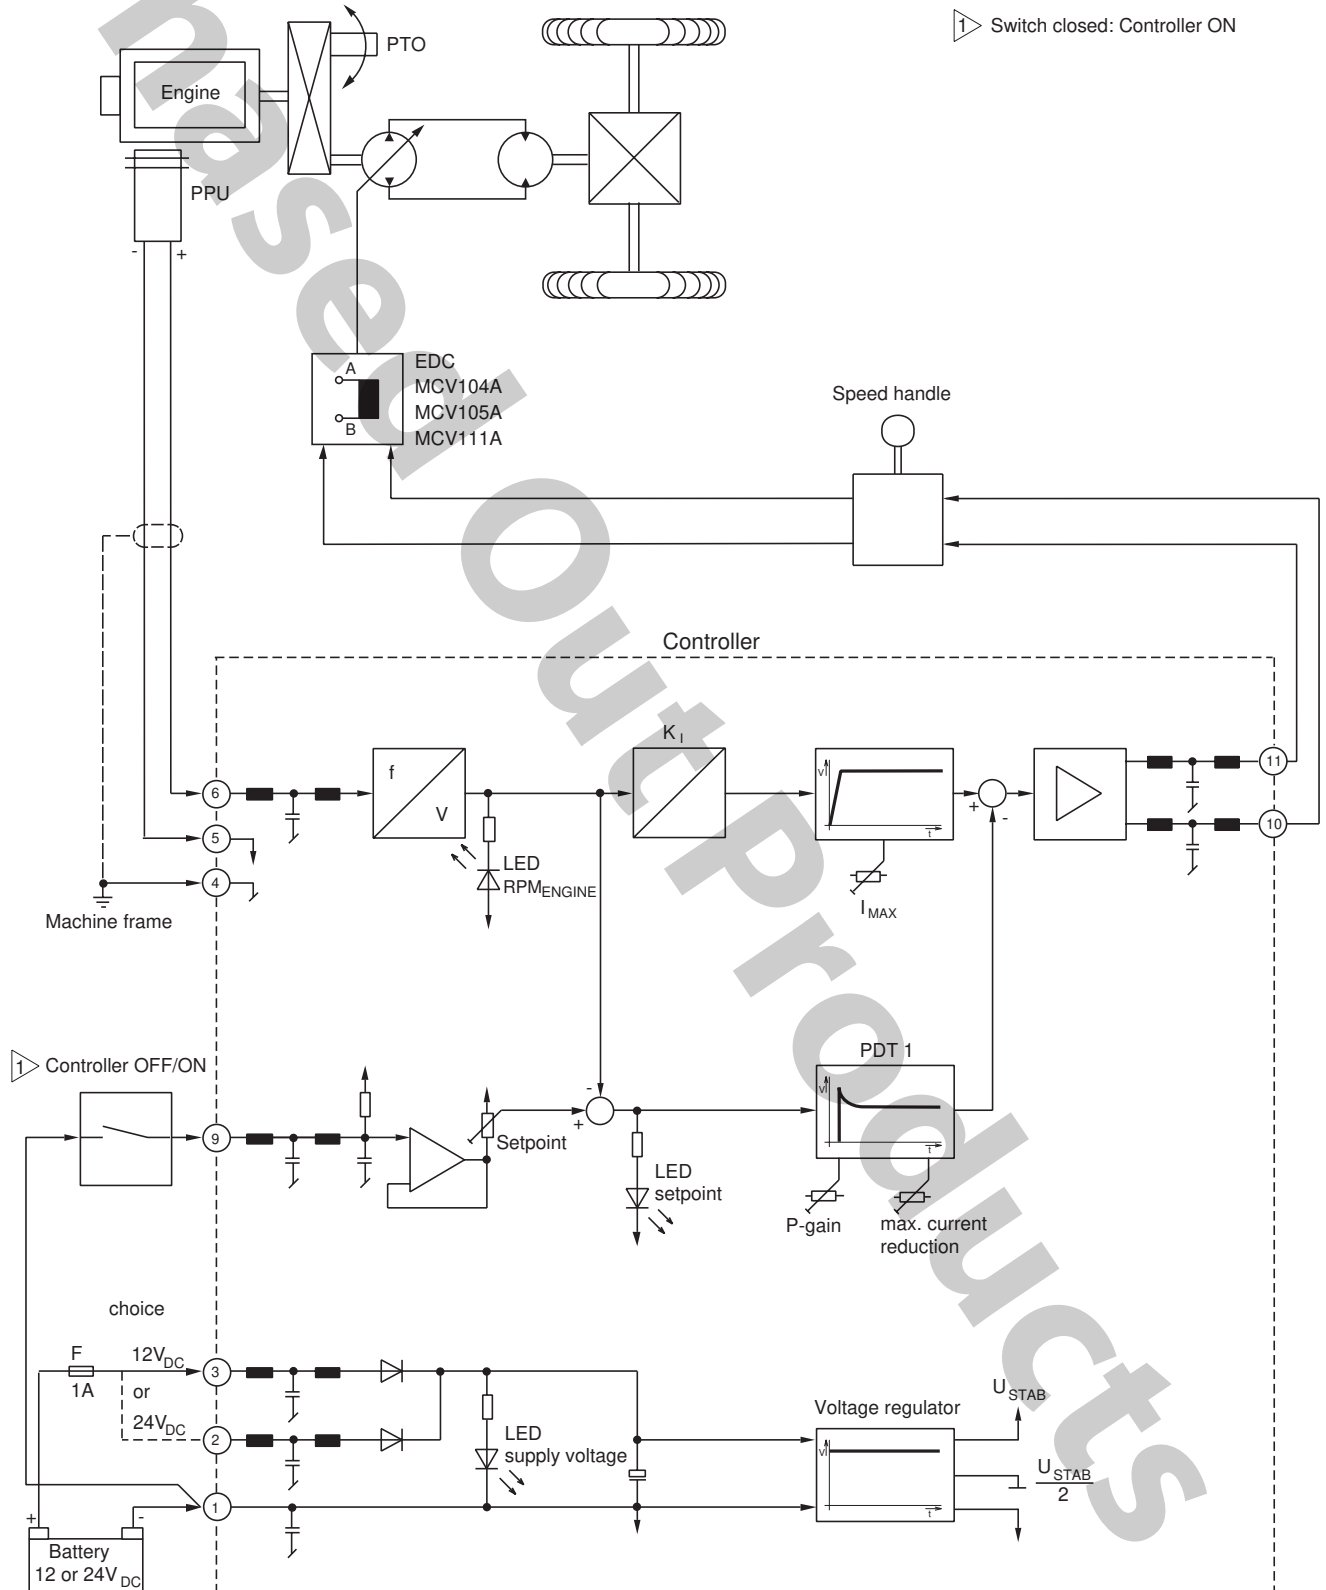 1 Switch closed: Controller ON
PTO
Engine
PPU
- +
A
B
EDC
MCV104A
MCV105A
MCV111A
Speed handle
Controller
6
f
V
K I
v
t
+
-
11
10
5
4
LED
RPM ENGINE
I MAX
Machine frame
1 Controller OFF/ON
9
Setpoint
-
+
LED
setpoint
PDT 1
v
t
P-gain
max. current
reduction
choice
F
1A
12V DC
or
24V DC
3
2
LED
supply voltage
Voltage regulator
v
t
U STAB
U STAB
2
1
+ -
Battery
12 or 24V DC
hased Out Products